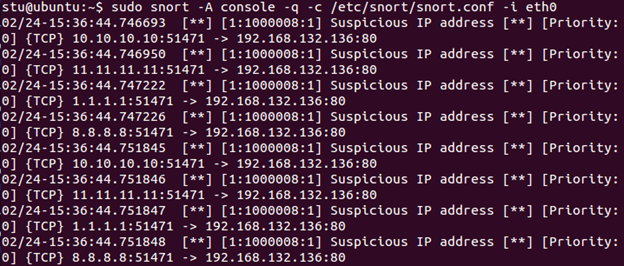 stu@ubuntu:~$ sudo snort -A console -q -c /etc/snort/snort.conf -i eth0
02/24-15:36:44.746693  [**] [1:1000008:1] Suspicious IP address [**] [Priority:
0] {TCP} 10.10.10.10:51471 -> 192.168.132.136:80
02/24-15:36:44.746950  [**] [1:1000008:1] Suspicious IP address [**] [Priority:
0] {TCP} 11.11.11.11:51471 -> 192.168.132.136:80
02/24-15:36:44.747222  [**] [1:1000008:1] Suspicious IP address [**] [Priority:
0] {TCP} 1.1.1.1:51471 -> 192.168.132.136:80
02/24-15:36:44.747226  [**] [1:1000008:1] Suspicious IP address [**] [Priority:
0] {TCP} 8.8.8.8:51471 -> 192.168.132.136:80
02/24-15:36:44.751845  [**] [1:1000008:1] Suspicious IP address [**] [Priority:
0] {TCP} 10.10.10.10:51471 -> 192.168.132.136:80
02/24-15:36:44.751846  [**] [1:1000008:1] Suspicious IP address [**] [Priority:
0] {TCP} 11.11.11.11:51471 -> 192.168.132.136:80
02/24-15:36:44.751847  [**] [1:1000008:1] Suspicious IP address [**] [Priority:
0] {TCP} 1.1.1.1:51471 -> 192.168.132.136:80
02/24-15:36:44.751848  [**] [1:1000008:1] Suspicious IP address [**] [Priority:
0] {TCP} 8.8.8.8:51471 -> 192.168.132.136:80